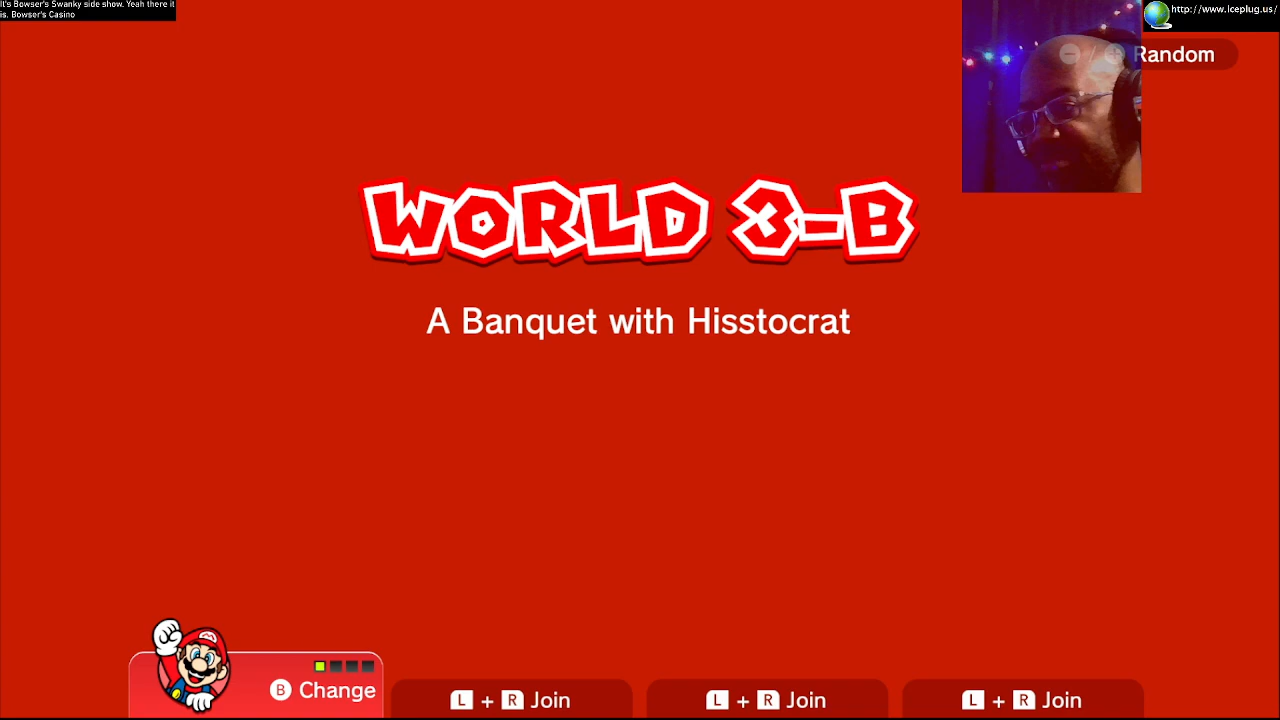 It's Bowser's Swanky side show. Yeah there it
is. Bowser's Casino
http://www.iceplug.us/
- / + Random
WORLD 3-B
A Banquet with Hisstocrat
B Change
L + R Join
L + R Join
L + R Join